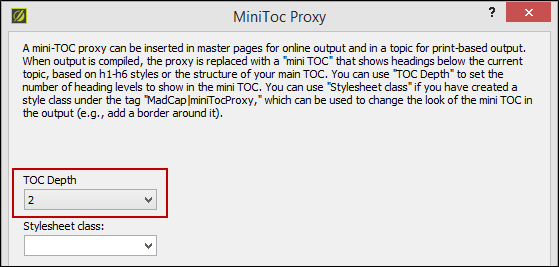 MiniToc Proxy
?
A mini-TOC proxy can be inserted in master pages for online output and in a topic for print-based output.
When output is compiled, the proxy is replaced with a "mini TOC" that shows headings below the current
topic, based on h1-h6 styles or the structure of your main TOC. You can use "TOC Depth" to set the
number of heading levels to show in the mini TOC. You can use "Stylesheet class" if you have created a
style class under the tag "MadCap|miniTocProxy," which can be used to change the look of the mini TOC in
the output (e.g., add a border around it).
TOC Depth
2
Stylesheet class: